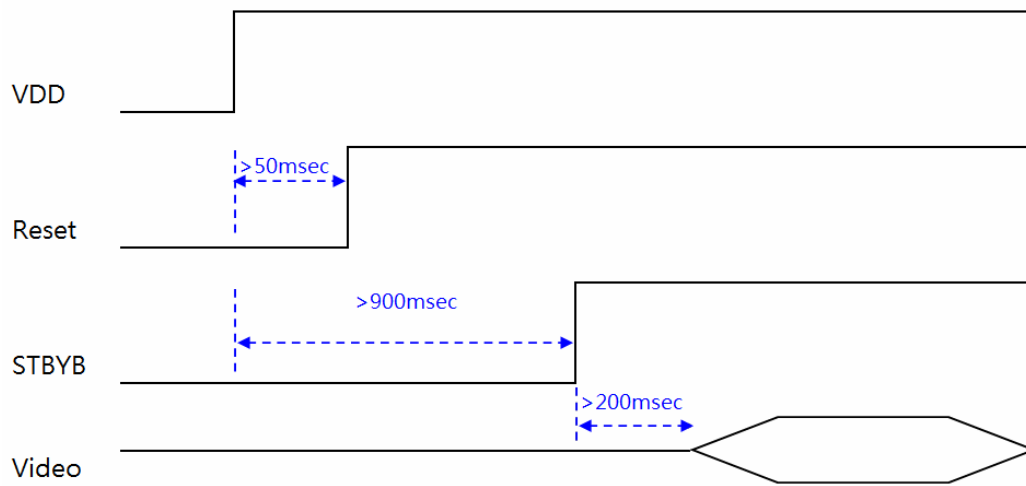 VDD
>50msec
Reset
>900msec
STBYB
>200msec
Video